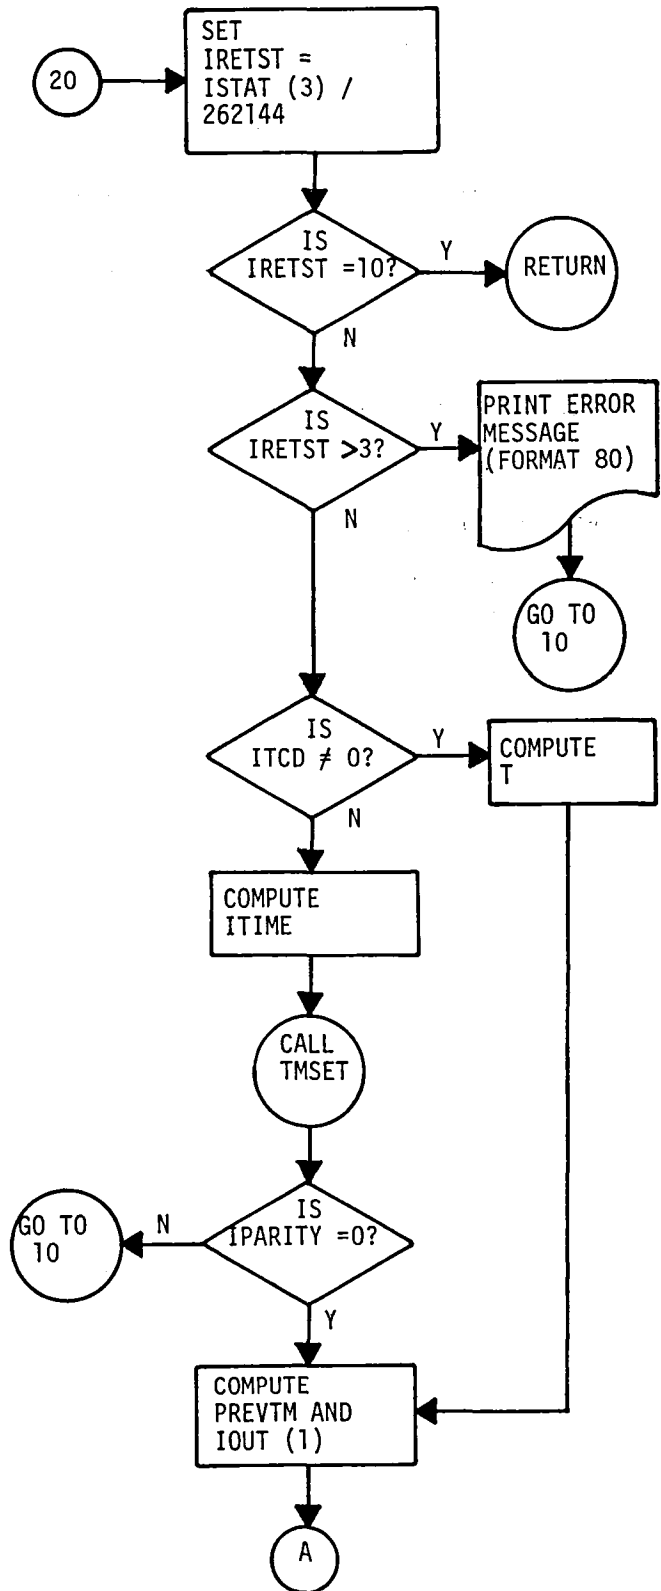 20
SET
IRETST =
ISTAT (3) /
262144
IS
IRETST =10?
Y
RETURN
N
IS
IRETST >3?
Y
PRINT ERROR
MESSAGE
(FORMAT 80)
N
GO TO
10
IS
ITCD ≠ 0?
Y
COMPUTE
T
N
COMPUTE
ITIME
CALL
TMSET
IS
IPARITY =0?
N
GO TO
10
Y
COMPUTE
PREVTM AND
IOUT (1)
A